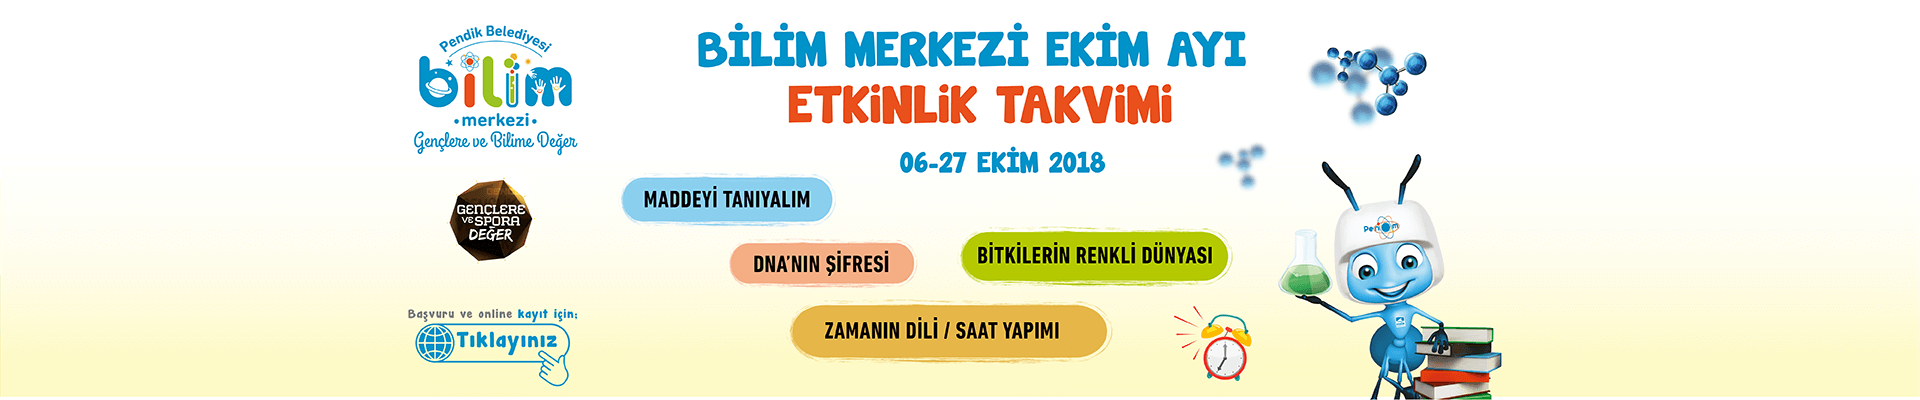 Pendik Belediyesi
bilim
•merkezi•
Gençlere ve Bilime Değer
BİLİM MERKEZİ EKİM AYI
ETKİNLİK TAKVİMİ
06-27 EKİM 2018
MADDEYİ TANIYALIM
DNA'NIN ŞİFRESİ
BİTKİLERİN RENKLİ DÜNYASI
ZAMANIN DİLİ / SAAT YAPIMI
GENÇLERE
VE SPORA
DEĞER
Başvuru ve online kayıt için;
Tıklayınız